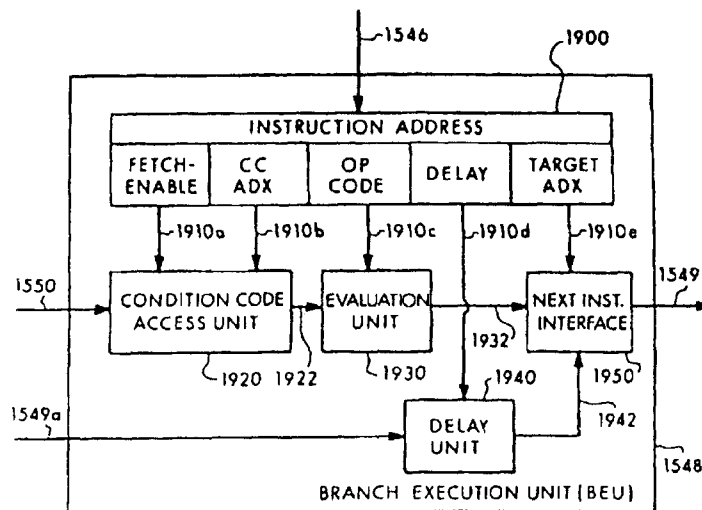 1546
1900
INSTRUCTION ADDRESS
FETCH-
ENABLE
CC
ADX
OP
CODE
DELAY
TARGET
ADX
1910a
1910b
1910c
1910d
1910e
1550
CONDITION CODE
ACCESS UNIT
EVALUATION
UNIT
NEXT INST.
INTERFACE
1549
1920
1922
1930
1932
1940
1950
1549a
DELAY
UNIT
1942
1548
BRANCH EXECUTION UNIT (BEU)